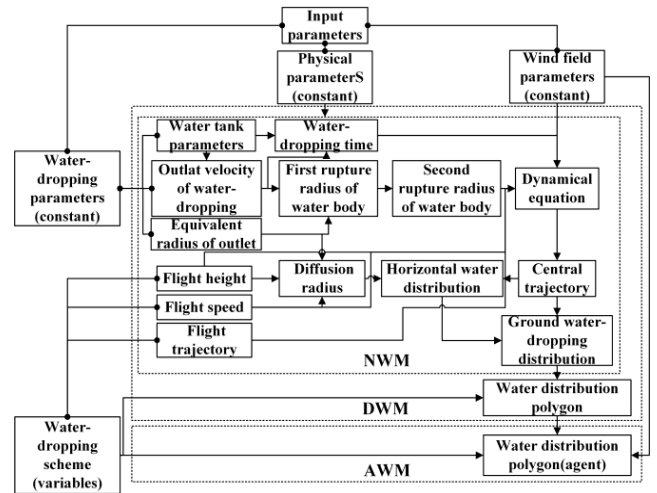 Input
parameters
Physical
parameterS
(constant)
Wind field
parameters
(constant)
Water tank
parameters
Water-
dropping time
Water-
dropping
parameters
(constant)
Outlat velocity
of water-
dropping
First rupture
radius of
water body
Second
rupture radius
of water body
Dynamical
equation
Equivalent
radius of outlet
Flight height
Diffusion
radius
Horizontal water
distribution
Central
trajectory
Flight speed
Flight
trajectory
Ground water-
dropping
distribution
NWM
Water distribution
polygon
DWM
Water-
dropping
scheme
(variables)
Water distribution
polygon(agent)
AWM